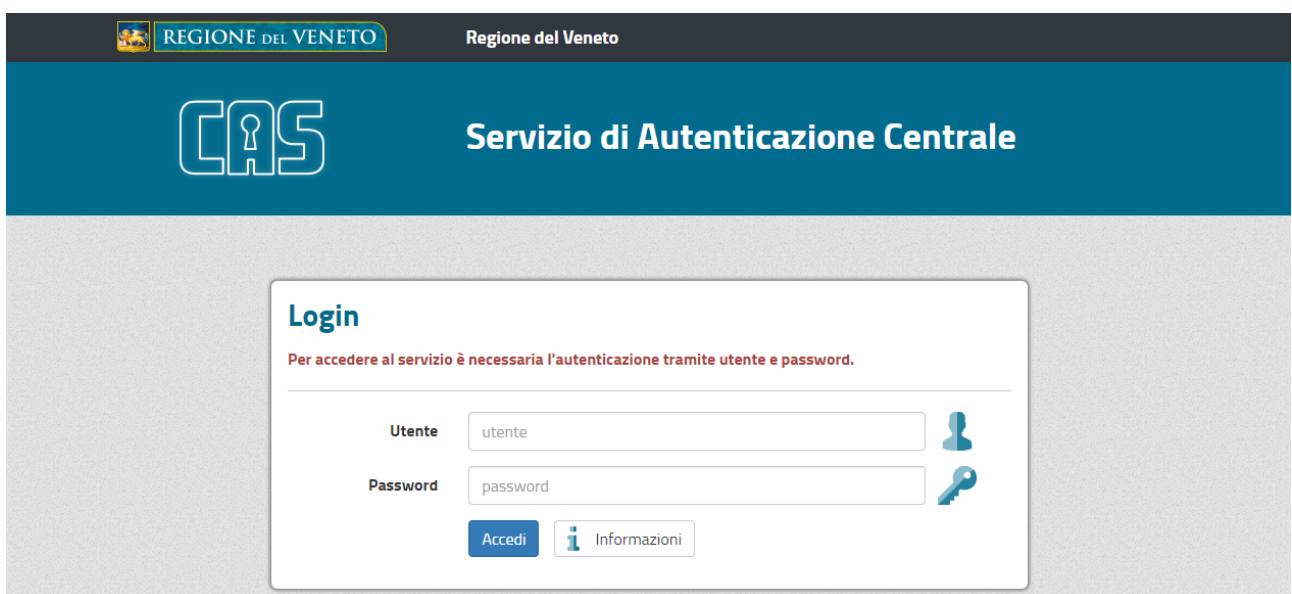 REGIONE DEL VENETO Regione del Veneto
CAS Servizio di Autenticazione Centrale
Login
Per accedere al servizio è necessaria l'autenticazione tramite utente e password.
Utente utente
Password password
Accedi Informazioni